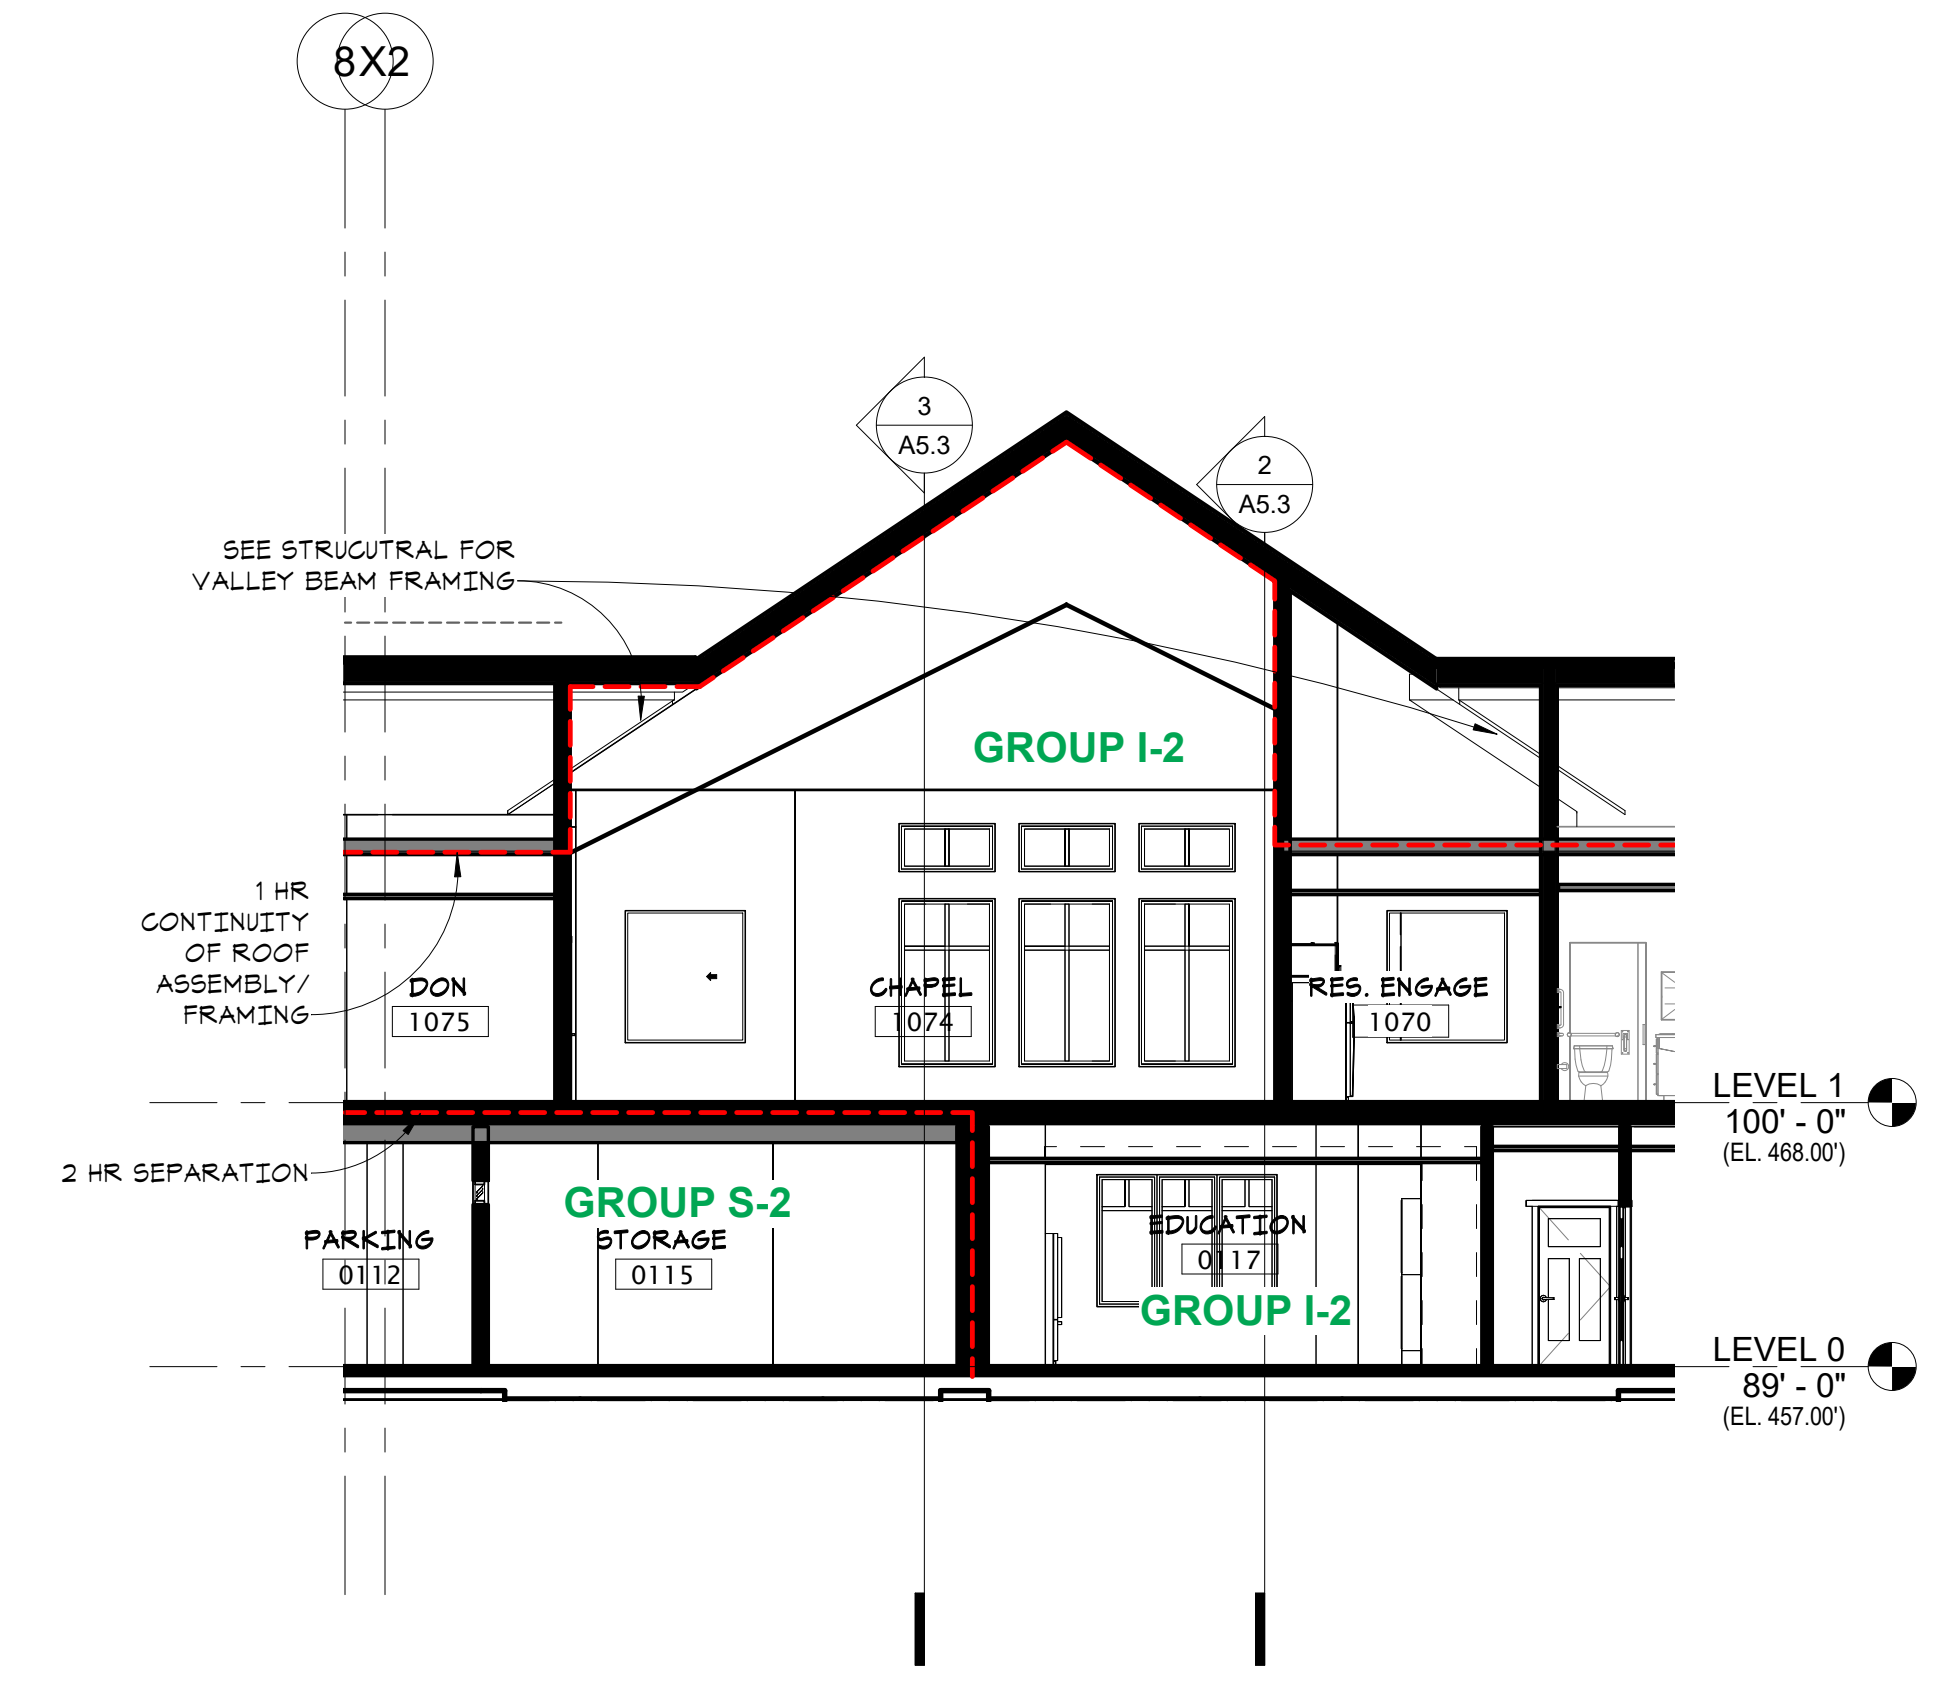 8X2
3
A5.3
2
A5.3
SEE STRUCUTRAL FOR
VALLEY BEAM FRAMING
GROUP I-2
1 HR
CONTINUITY
OF ROOF
ASSEMBLY/
FRAMING
DON
1075
CHAPEL
1074
RES. ENGAGE
1070
LEVEL 1
100' - 0"
(EL. 468.00')
2 HR SEPARATION
GROUP S-2
PARKING
0112
STORAGE
0115
EDUCATION
0117
GROUP I-2
LEVEL 0
89' - 0"
(EL. 457.00')